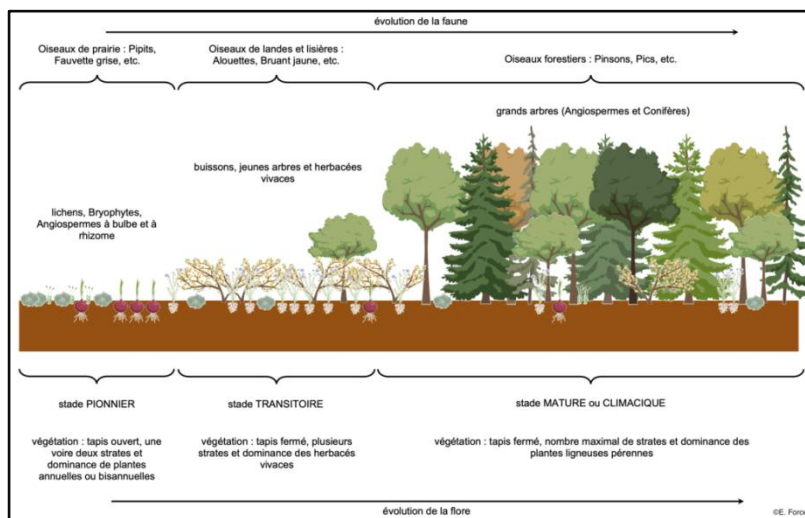 évolution de la faune
Oiseaux de prairie : Pipits,
Fauvette grise, etc.
Oiseaux de landes et lisières :
Alouettes, Bruant jaune, etc.
Oiseaux forestiers : Pinsons, Pics, etc.
grands arbres (Angiospermes et Conifères)
buissons, jeunes arbres et herbacées
vivaces
lichens, Bryophytes,
Angiospermes à bulbe et à
rhizome
stade PIONNIER
végétation : tapis ouvert, une
voire deux strates et
dominance de plantes
annuelles ou bisannuelles
stade TRANSITOIRE
végétation : tapis fermé, plusieurs
strates et dominance des herbacés
vivaces
stade MATURE ou CLIMACIQUE
végétation : tapis fermé, nombre maximal de strates et dominance des
plantes ligneuses pérennes
évolution de la flore